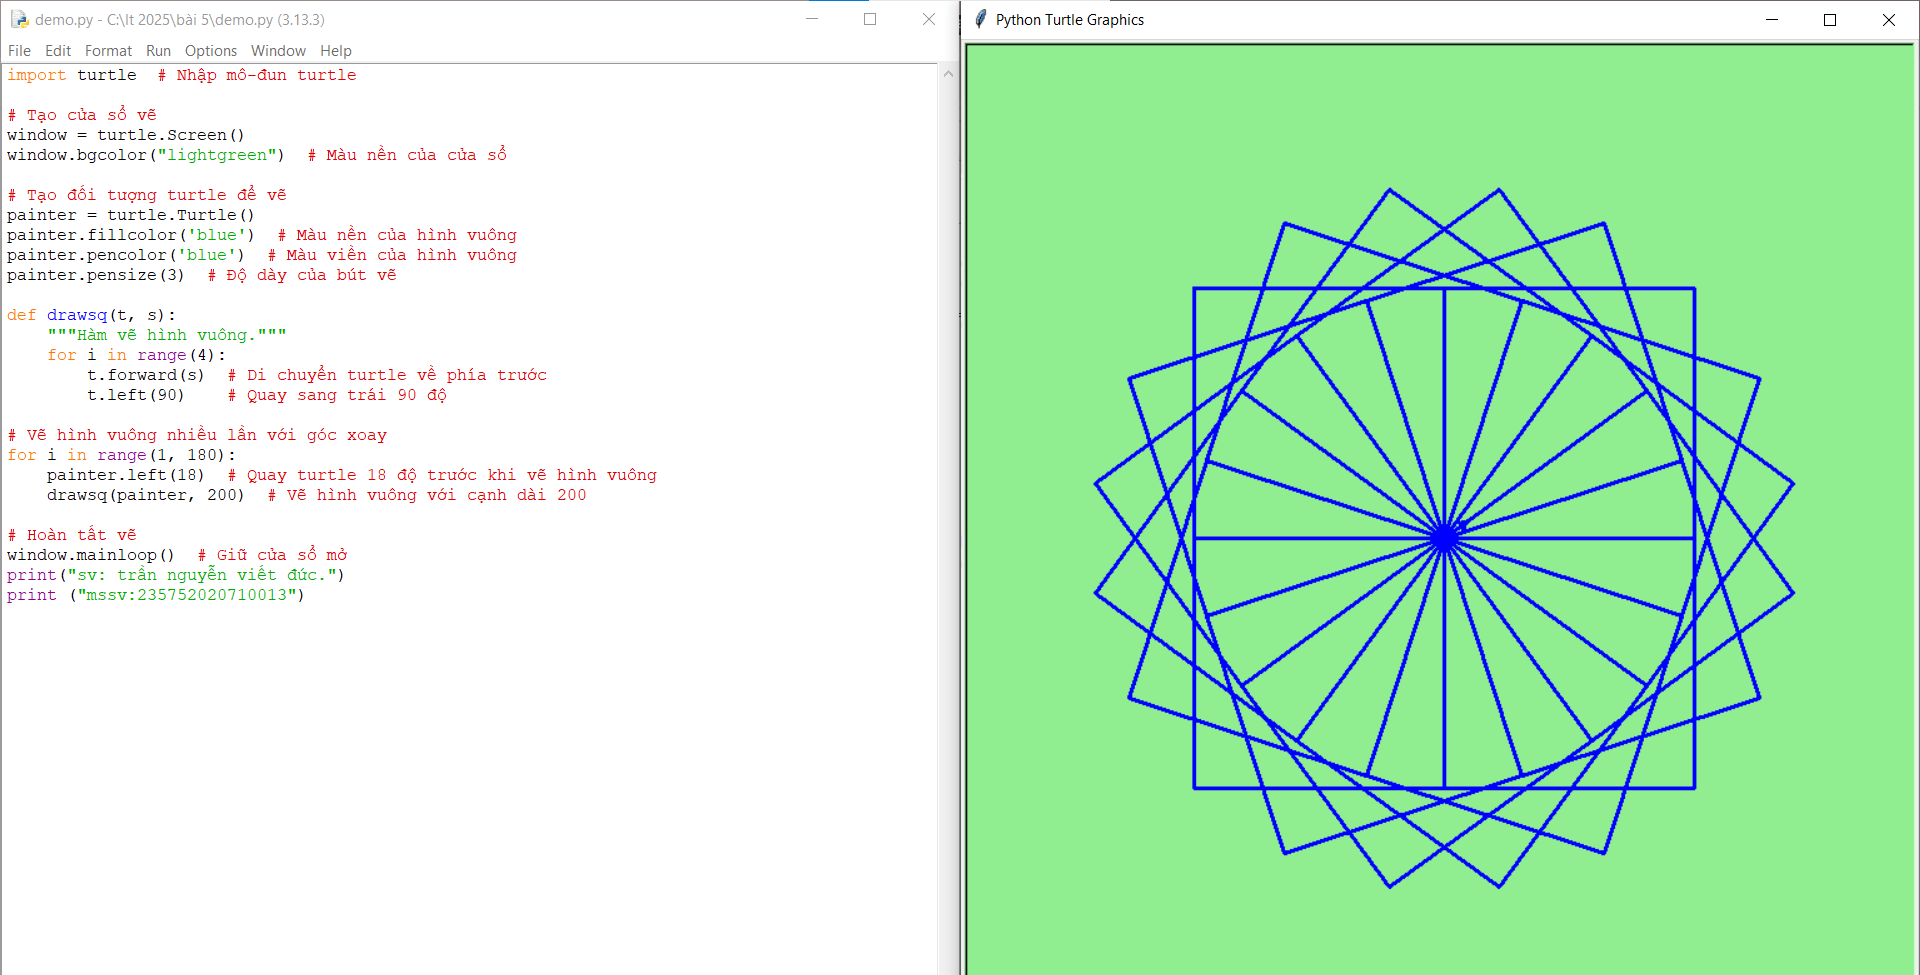 demo.py - C:\lt 2025\bài 5\demo.py (3.13.3)
File Edit Format Run Options Window Help
import turtle  # Nhập mô-đun turtle
# Tạo cửa sổ vẽ
window = turtle.Screen()
window.bgcolor("lightgreen")  # Màu nền của cửa sổ
# Tạo đối tượng turtle để vẽ
painter = turtle.Turtle()
painter.fillcolor('blue')  # Màu nền của hình vuông
painter.pencolor('blue')  # Màu viền của hình vuông
painter.pensize(3)  # Độ dày của bút vẽ
def drawsq(t, s):
    """Hàm vẽ hình vuông."""
    for i in range(4):
        t.forward(s)  # Di chuyển turtle về phía trước
        t.left(90)    # Quay sang trái 90 độ
# Vẽ hình vuông nhiều lần với góc xoay
for i in range(1, 180):
    painter.left(18)  # Quay turtle 18 độ trước khi vẽ hình vuông
    drawsq(painter, 200)  # Vẽ hình vuông với cạnh dài 200
# Hoàn tất vẽ
window.mainloop()  # Giữ cửa sổ mở
print("sv: trần nguyễn viết đức.")
print ("mssv:235752020710013")
Python Turtle Graphics